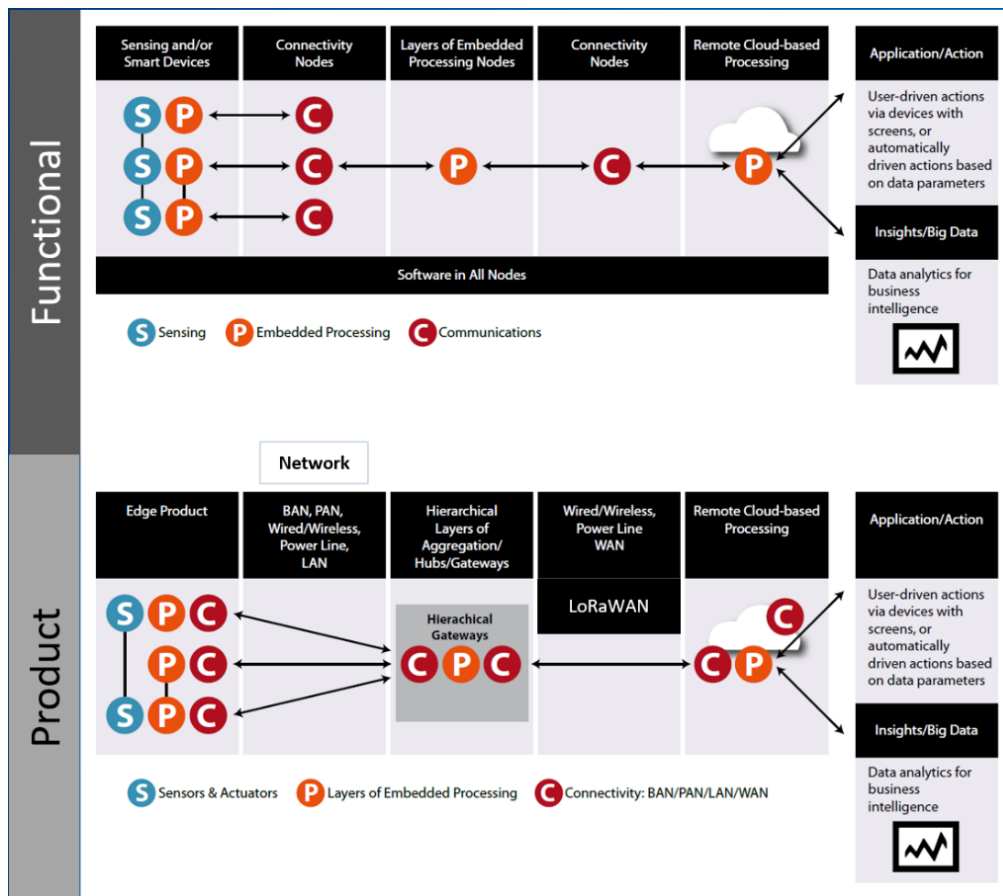 Functional
Sensing and/or
Smart Devices
Connectivity
Nodes
Layers of Embedded
Processing Nodes
Connectivity
Nodes
Remote Cloud-based
Processing
Application/Action
S P C
S P C P C P
S P C
User-driven actions
via devices with
screens, or
automatically
driven actions based
on data parameters
Insights/Big Data
Software in All Nodes
Data analytics for
business
intelligence
S Sensing P Embedded Processing C Communications
Product
Network
Edge Product
BAN, PAN,
Wired/Wireless,
Power Line,
LAN
Hierarchical
Layers of
Aggregation/
Hubs/Gateways
Wired/Wireless,
Power Line
WAN
LoRaWAN
Remote Cloud-based
Processing
Application/Action
S P C
P C
S P C
Hierachical
Gateways
C P C
C
C P
User-driven actions
via devices with
screens, or
automatically
driven actions based
on data parameters
Insights/Big Data
Data analytics for
business
intelligence
S Sensors & Actuators P Layers of Embedded Processing C Connectivity: BAN/PAN/LAN/WAN